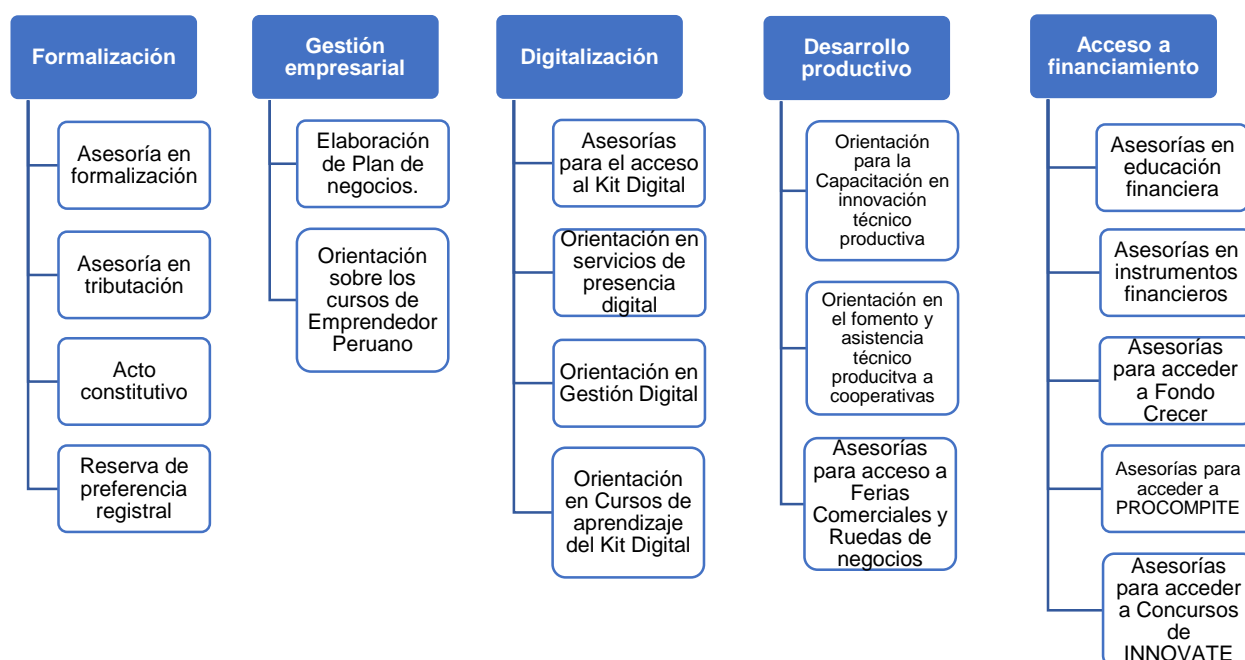 Formalización
Asesoría en
formalización
Asesoría en
tributación
Acto
constitutivo
Reserva de
preferencia
registral
Gestión
empresarial
Elaboración
de Plan de
negocios.
Orientación
sobre los
cursos de
Emprendedor
Peruano
Digitalización
Asesorías
para el acceso
al Kit Digital
Orientación en
servicios de
presencia
digital
Orientación en
Gestión Digital
Orientación
en Cursos de
aprendizaje
del Kit Digital
Desarrollo
productivo
Orientación
para la
Capacitación en
innovación
técnico
productiva
Orientación en
el fomento y
asistencia
técnico
producitva a
cooperativas
Asesorías
para acceso a
Ferias
Comerciales y
Ruedas de
negocios
Acceso a
financiamiento
Asesorías en
educación
financiera
Asesorías en
instrumentos
financieros
Asesorías
para acceder
a Fondo
Crecer
Asesorías para
acceder a
PROCOMPITE
Asesorías
para acceder
a Concursos
de
INNOVATE